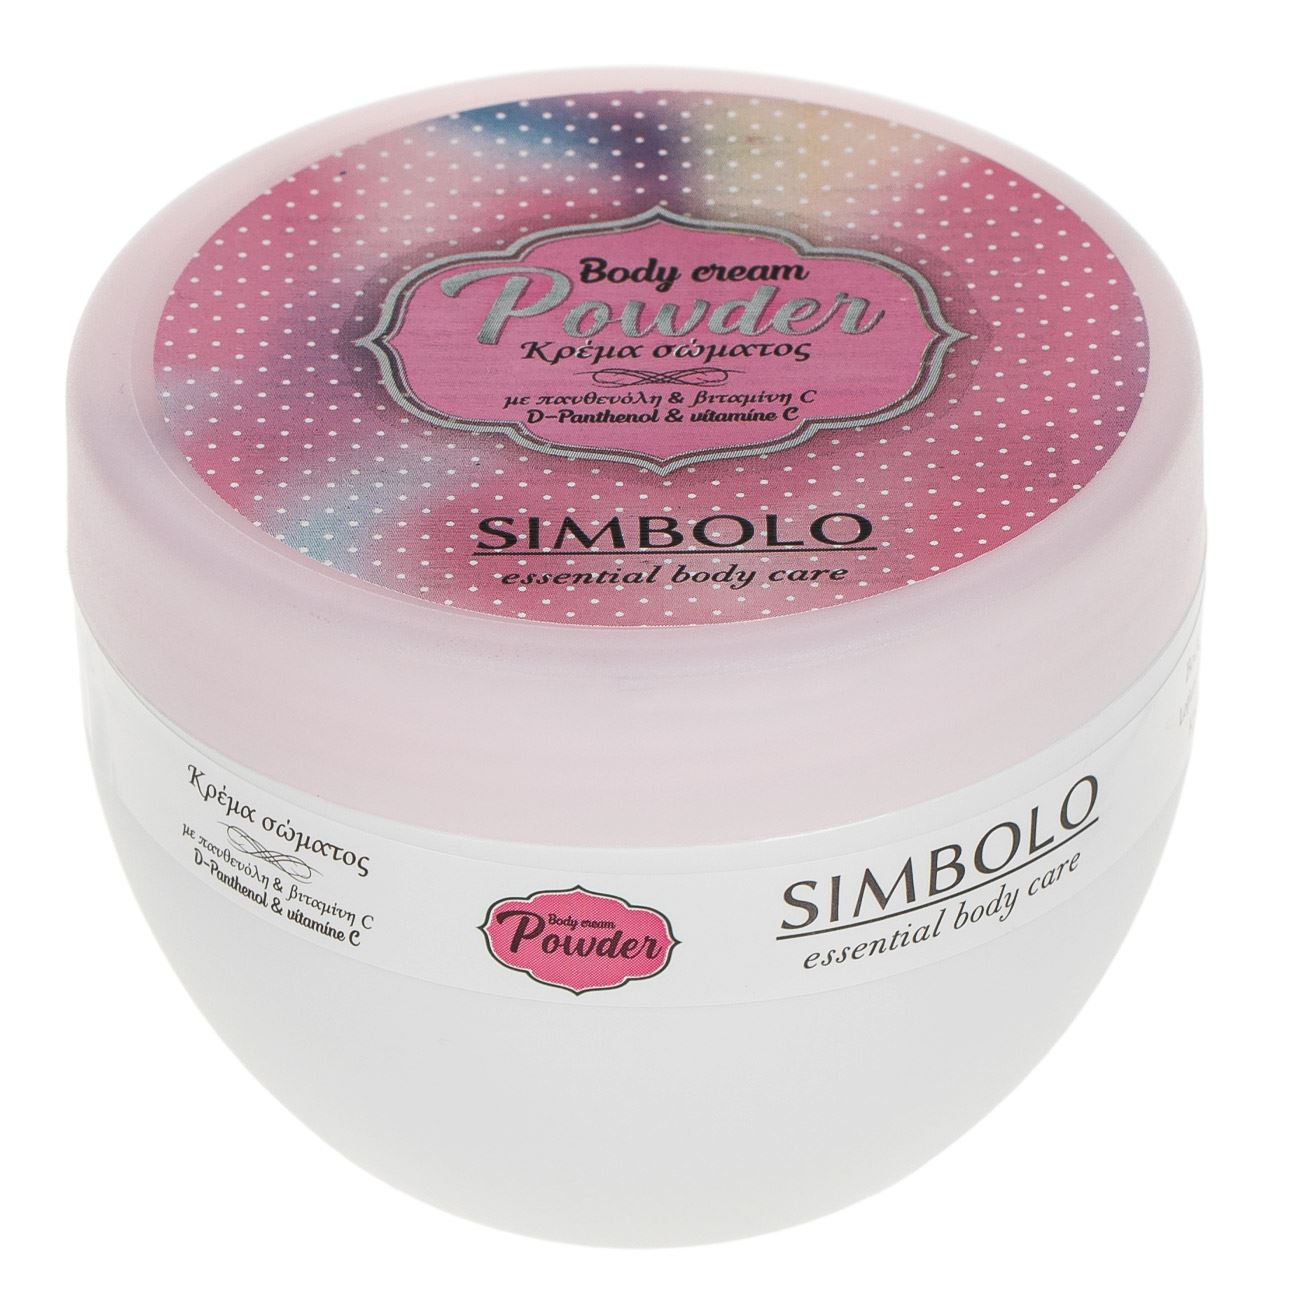 Body cream
Powder
Κρέμα σώματος
με πανθενόλη & βιταμίνη C
D-Panthenol & vitamine C
SIMBOLO
essential body care
Κρέμα σώματος
με πανθενόλη & βιταμίνη C
D-Panthenol & vitamine C
Body cream
Powder
SIMBOLO
essential body care